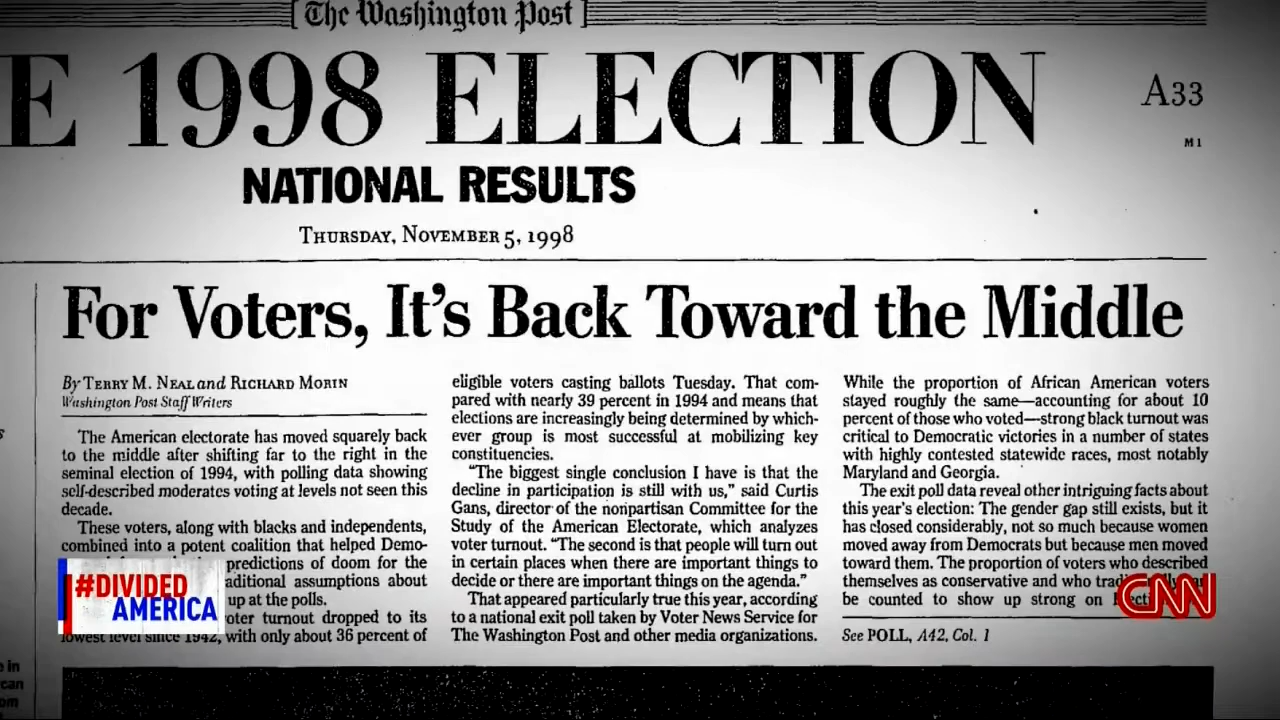 [The Washington Post]
E 1998 ELECTION
A33
M 1
NATIONAL RESULTS
THURSDAY, NOVEMBER 5, 1998
For Voters, It's Back Toward the Middle
By TERRY M. NEAL and RICHARD MORIN
Washington Post Staff Writers
The American electorate has moved squarely back
to the middle after shifting far to the right in the
seminal election of 1994, with polling data showing
self-described moderates voting at levels not seen this
decade.
These voters, along with blacks and independents,
combined into a potent coalition that helped Demo-
predictions of doom for the
aditional assumptions about
up at the polls.
oter turnout dropped to its
lowest level since 1942, with only about 36 percent of
eligible voters casting ballots Tuesday. That com-
pared with nearly 39 percent in 1994 and means that
elections are increasingly being determined by which-
ever group is most successful at mobilizing key
constituencies.
"The biggest single conclusion I have is that the
decline in participation is still with us," said Curtis
Gans, director of the nonpartisan Committee for the
Study of the American Electorate, which analyzes
voter turnout. "The second is that people will turn out
in certain places when there are important things to
decide or there are important things on the agenda."
That appeared particularly true this year, according
to a national exit poll taken by Voter News Service for
The Washington Post and other media organizations.
While the proportion of African American voters
stayed roughly the same—accounting for about 10
percent of those who voted—strong black turnout was
critical to Democratic victories in a number of states
with highly contested statewide races, most notably
Maryland and Georgia.
The exit poll data reveal other intriguing facts about
this year's election: The gender gap still exists, but it
has closed considerably, not so much because women
moved away from Democrats but because men moved
toward them. The proportion of voters who described
themselves as conservative and who
be counted to show up strong on
See POLL, A42, Col. 1
#DIVIDED
AMERICA
CNN
e in
can
om